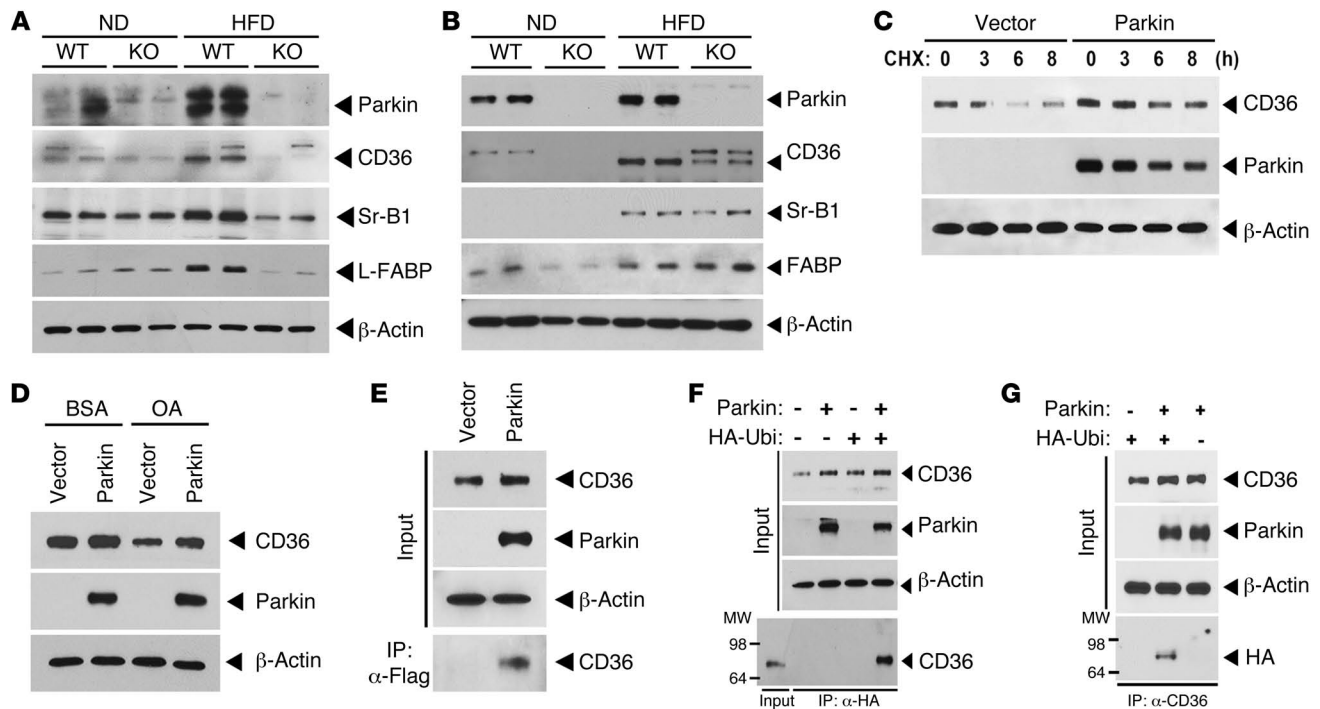 A
ND HFD
WT KO WT KO
Parkin
CD36
Sr-B1
L-FABP
β-Actin
B
ND HFD
WT KO WT KO
Parkin
CD36
Sr-B1
FABP
β-Actin
C
Vector Parkin
CHX: 0 3 6 8 0 3 6 8 (h)
CD36
Parkin
β-Actin
D
BSA OA
Vector Parkin Vector Parkin
CD36
Parkin
β-Actin
E
Vector Parkin
Input
CD36
Parkin
β-Actin
IP:
α-Flag
CD36
F
Parkin: - + - +
HA-Ubi: - - + +
Input
CD36
Parkin
β-Actin
MW
98
64
CD36
Input IP: α-HA
G
Parkin: - + +
HA-Ubi: + + -
Input
CD36
Parkin
β-Actin
MW
98
64
HA
IP: α-CD36